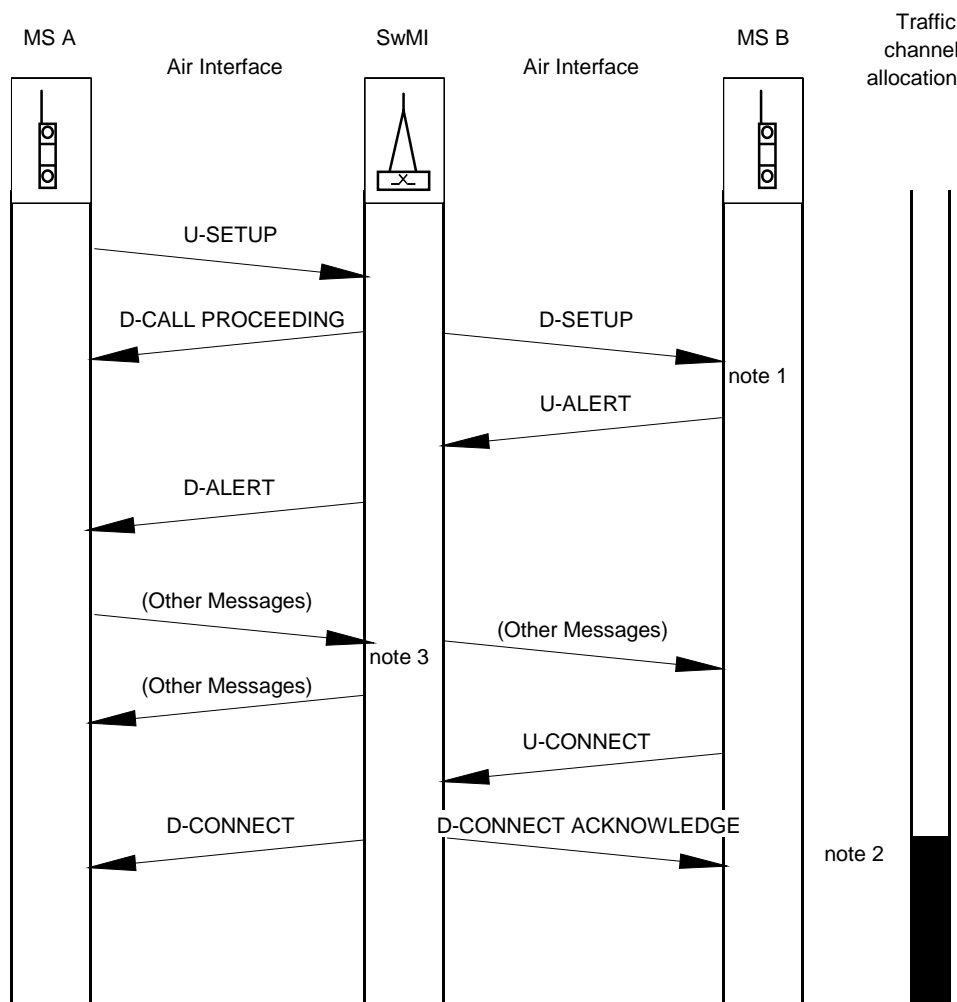 Traffic
channel
allocation
MS A
SwMI
MS B
Air Interface
Air Interface
U-SETUP
D-CALL PROCEEDING
D-SETUP
note 1
U-ALERT
D-ALERT
(Other Messages)
(Other Messages)
note 3
(Other Messages)
U-CONNECT
D-CONNECT
D-CONNECT ACKNOWLEDGE
note 2